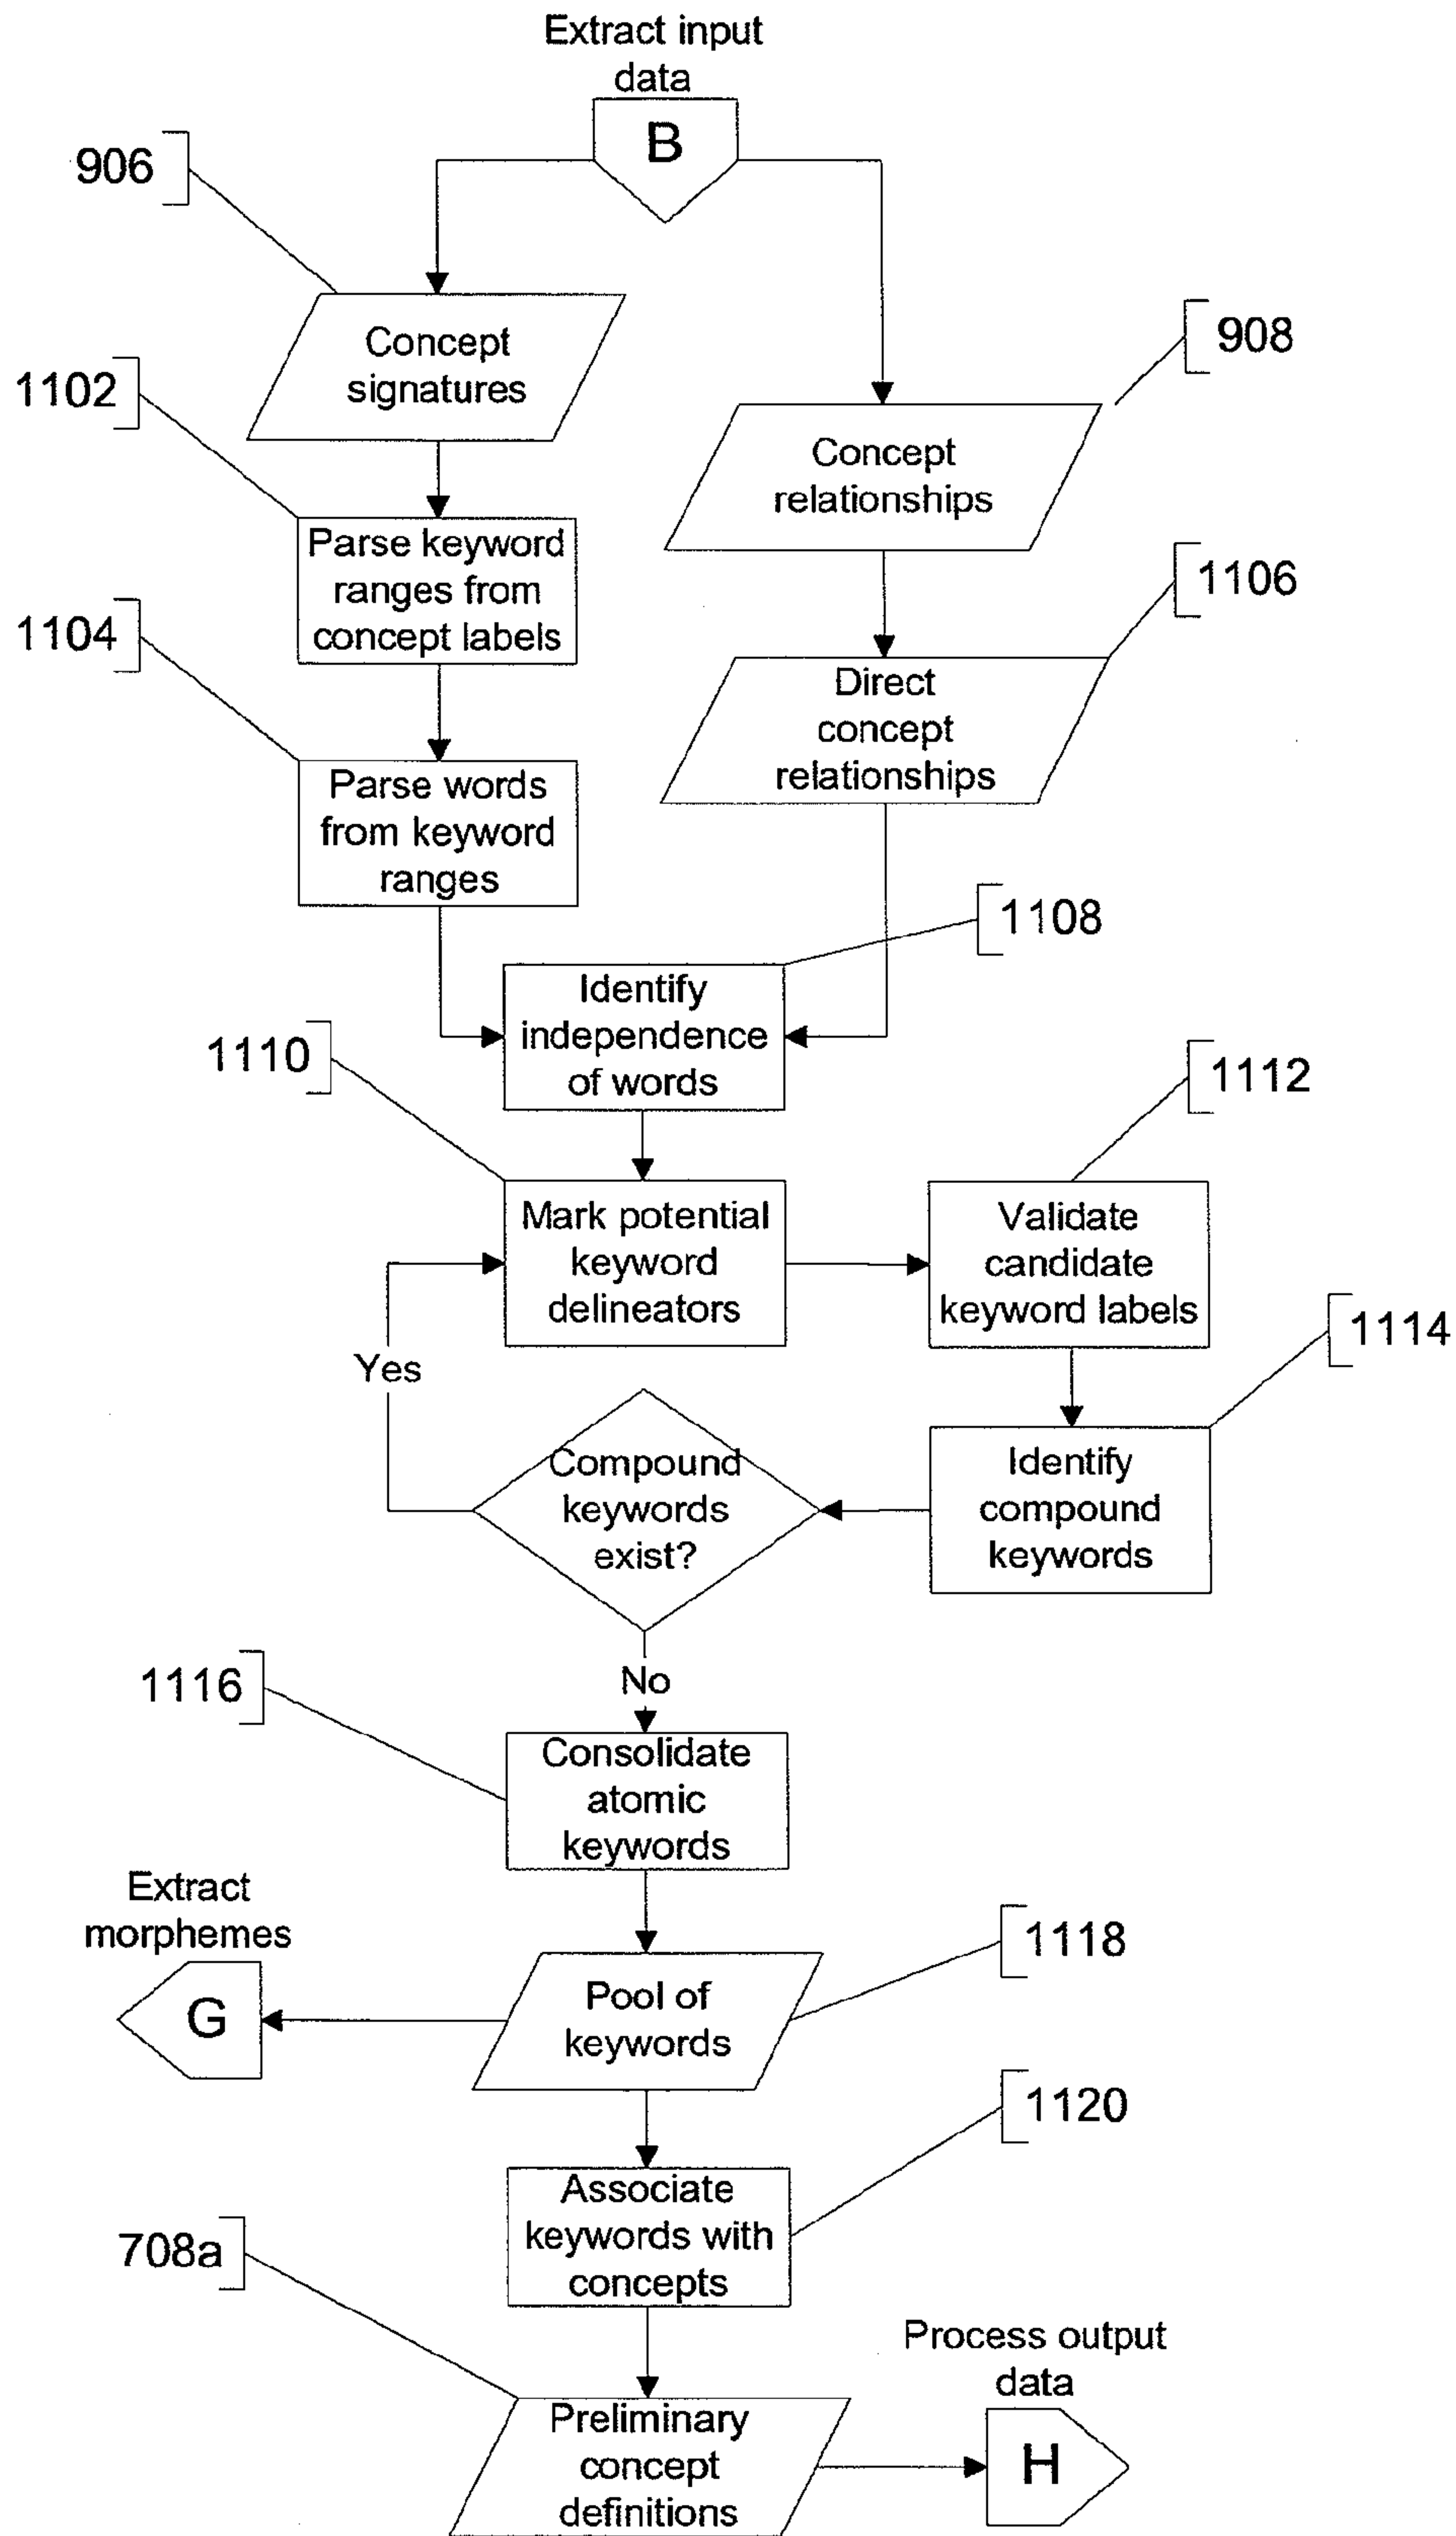 Extract input
data
B
906
Concept
signatures
908
1102
Concept
relationships
Parse keyword
ranges from
concept labels
1106
1104
Direct
concept
relationships
Parse words
from keyword
ranges
1108
Identify
independence
of words
1110
1112
Mark potential
keyword
delineators
Validate
candidate
keyword labels
1114
Yes
Compound
keywords
exist?
Identify
compound
keywords
No
1116
Consolidate
atomic
keywords
Extract
morphemes
1118
G
Pool of
keywords
1120
Associate
keywords with
concepts
708a
Process output
data
Preliminary
concept
definitions
H